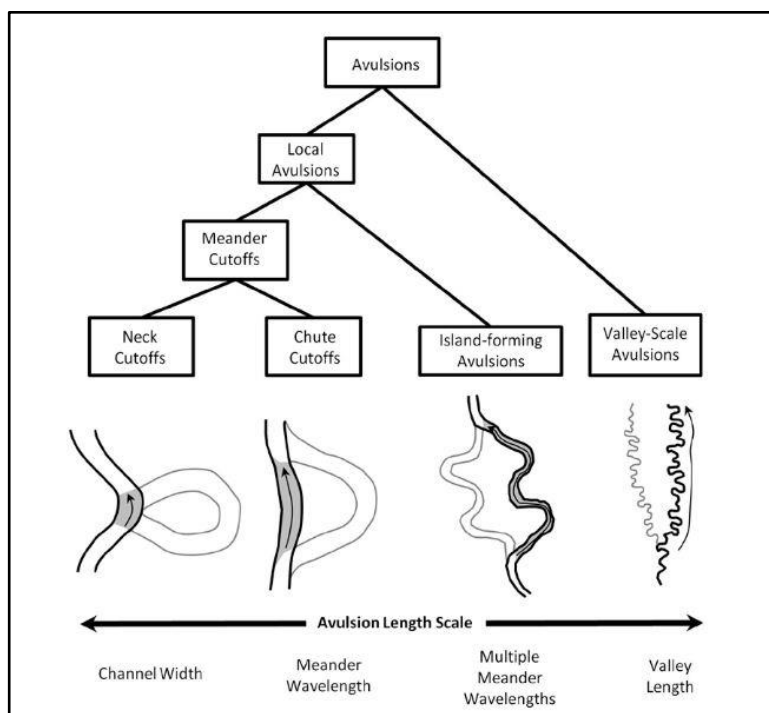 Avulsions
Local
Avulsions
Meander
Cutoffs
Neck
Cutoffs
Chute
Cutoffs
Island-forming
Avulsions
Valley-Scale
Avulsions
Avulsion Length Scale
Channel Width
Meander
Wavelength
Multiple
Meander
Wavelengths
Valley
Length